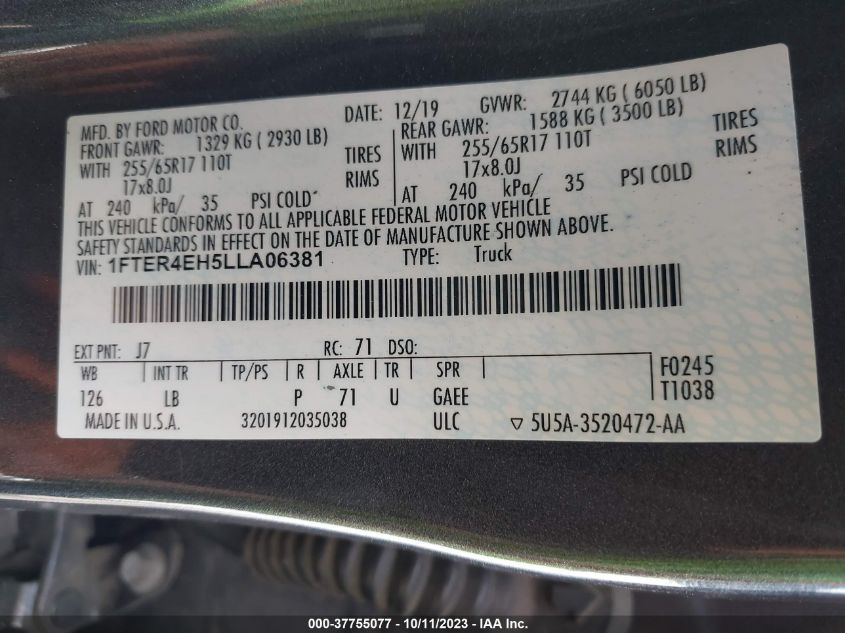 MFD. BY FORD MOTOR CO.
DATE: 12/19 GVWR: 2744 KG ( 6050 LB)
FRONT GAWR: 1329 KG ( 2930 LB)
REAR GAWR: 1588 KG ( 3500 LB)
WITH 255/65R17 110T TIRES
WITH 255/65R17 110T TIRES
17x8.0J RIMS
17x8.0J RIMS
AT 240 kPa/ 35 PSI COLD
AT 240 kPa/ 35 PSI COLD
THIS VEHICLE CONFORMS TO ALL APPLICABLE FEDERAL MOTOR VEHICLE
SAFETY STANDARDS IN EFFECT ON THE DATE OF MANUFACTURE SHOWN ABOVE.
VIN: 1FTER4EH5LLA06381 TYPE: Truck
EXT PNT: J7 RC: 71 DSO:
WB INT TR TP/PS R AXLE TR SPR F0245
126 LB P 71 U GAEE T1038
MADE IN U.S.A. 3201912035038 ULC ▽ 5U5A-3520472-AA
000-37755077 - 10/11/2023 - IAA Inc.